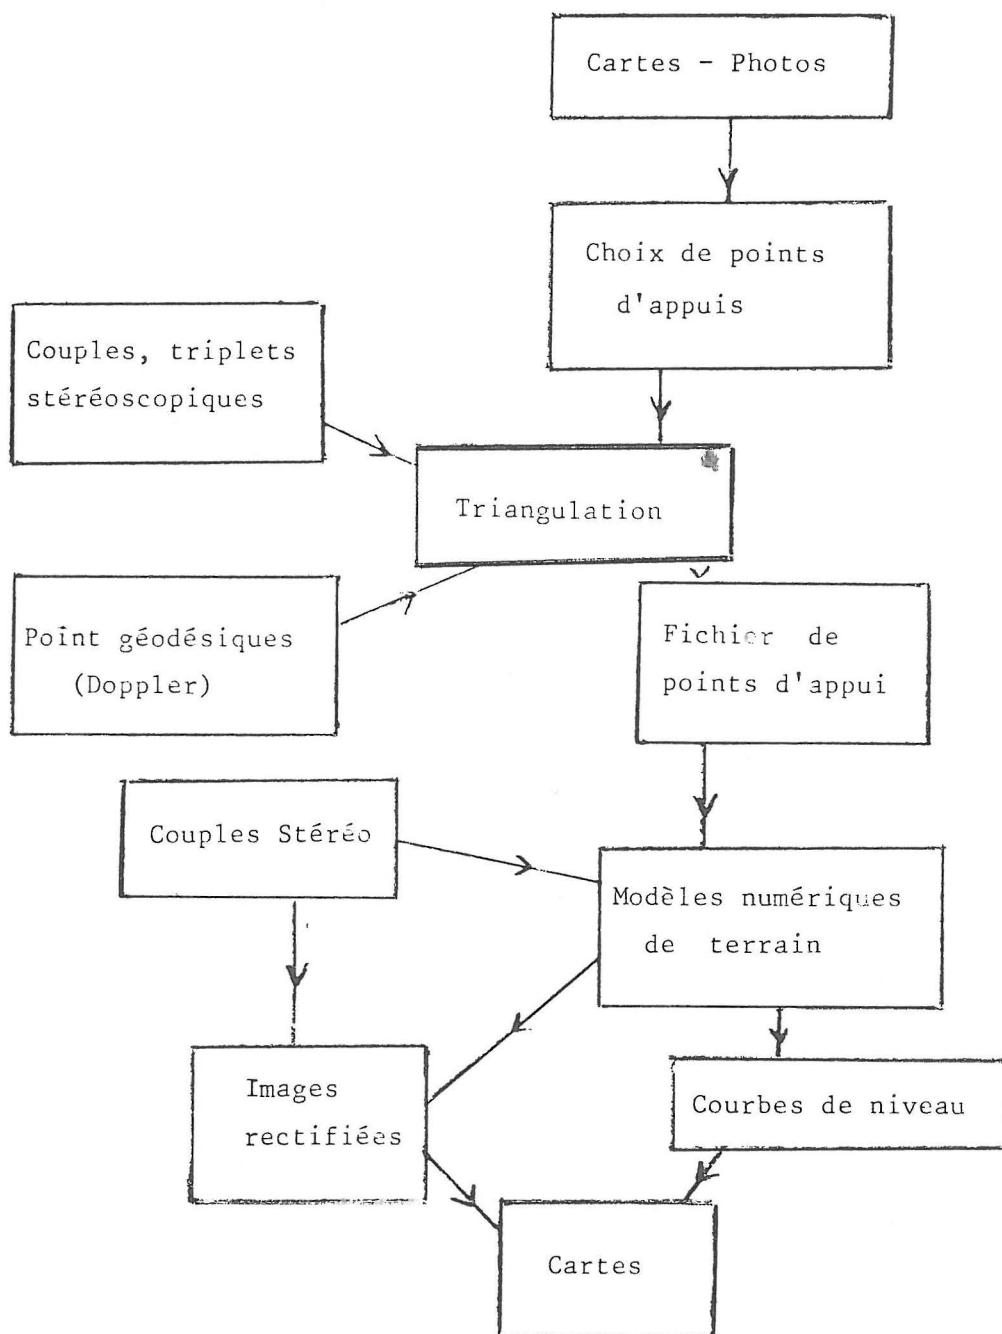 Cartes - Photos
Choix de points
d'appuis
Couples, triplets
stéréoscopiques
Triangulation
Point géodésiques
(Doppler)
Fichier de
points d'appui
Couples Stéréo
Modèles numériques
de terrain
Images
rectifiées
Courbes de niveau
Cartes